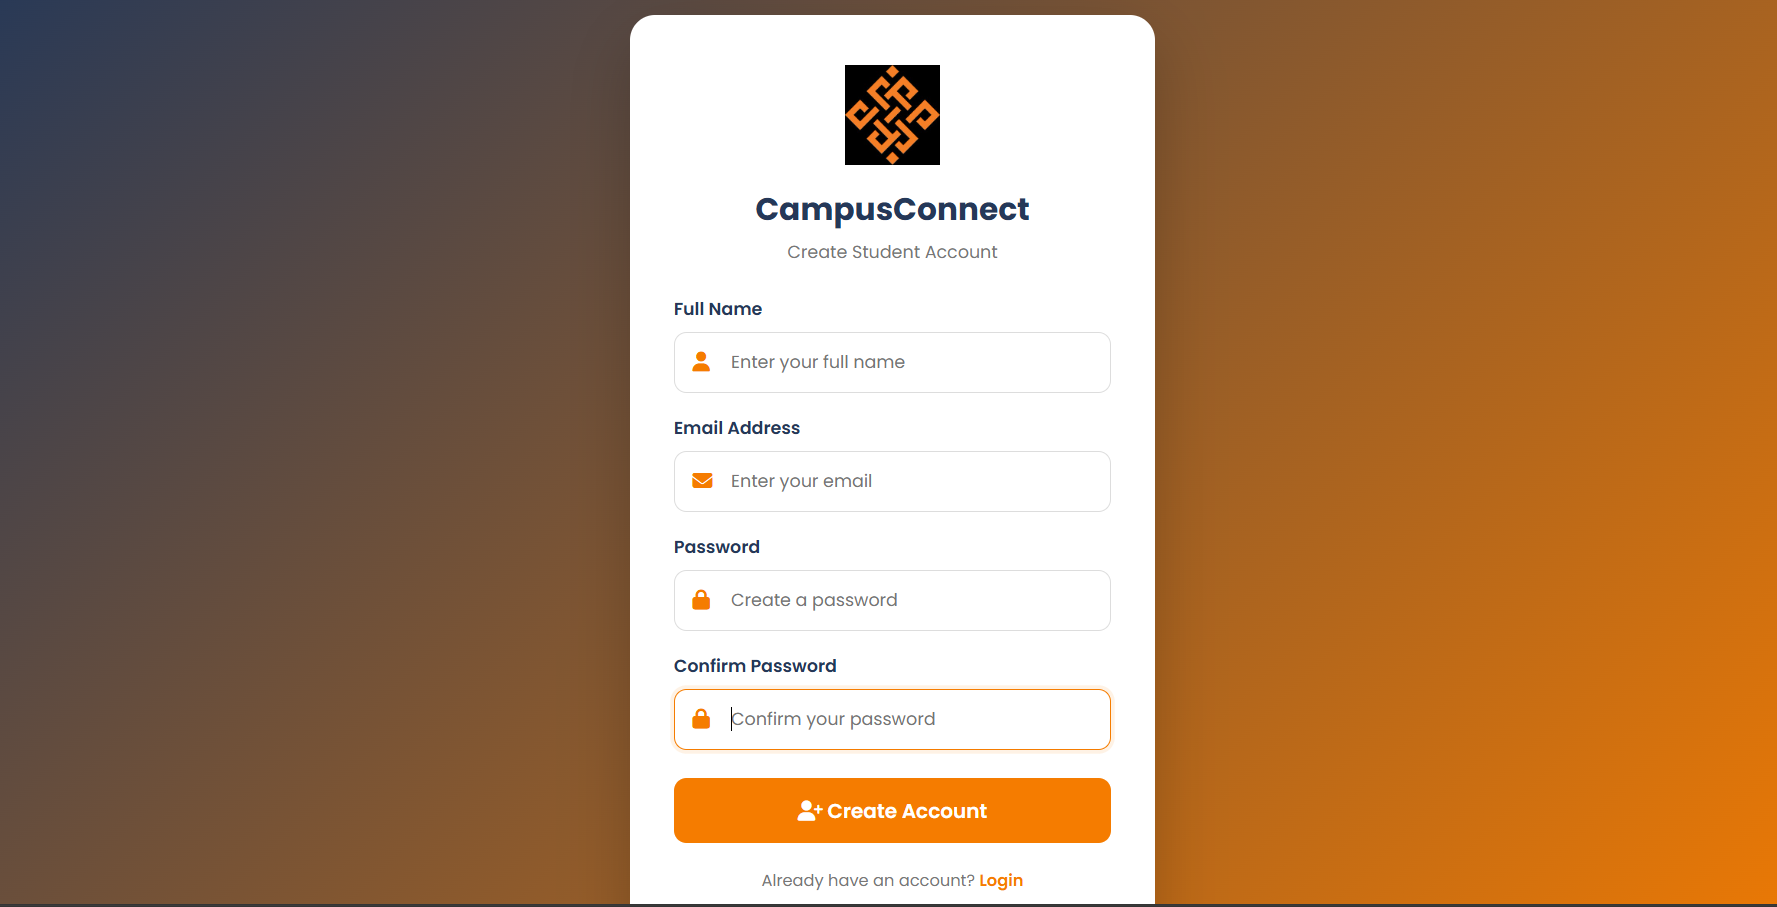 CampusConnect
Create Student Account
Full Name
Enter your full name
Email Address
Enter your email
Password
Create a password
Confirm Password
Confirm your password
Create Account
Already have an account? Login